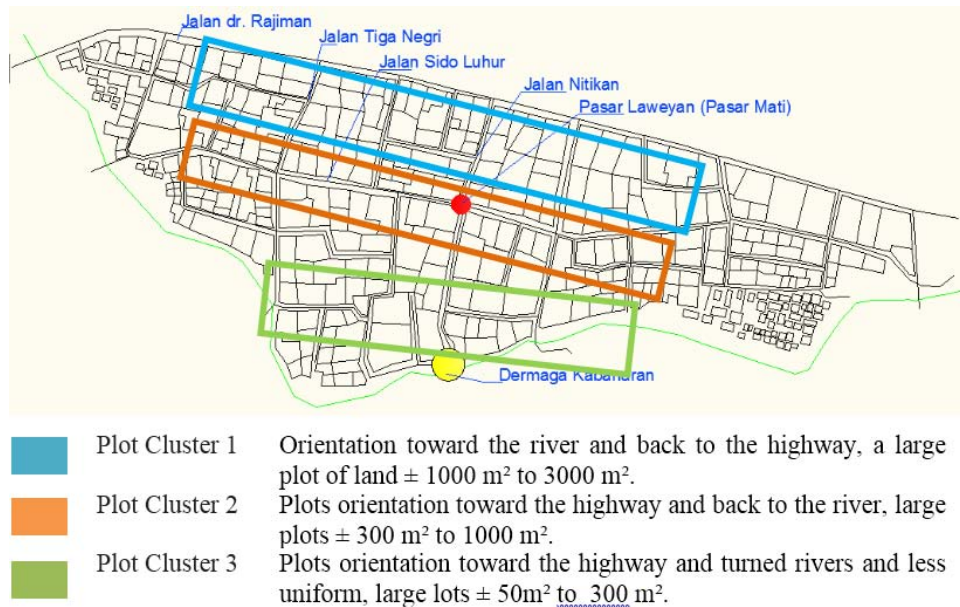 Jalan dr. Rajiman
Jalan Tiga Negri
Jalan Sido Luhur
Jalan Nitikan
Pasar Laweyan (Pasar Mati)
Dermaga Kabanaran
Plot Cluster 1 Orientation toward the river and back to the highway, a large
plot of land ± 1000 m² to 3000 m².
Plot Cluster 2 Plots orientation toward the highway and back to the river, large
plots ± 300 m² to 1000 m².
Plot Cluster 3 Plots orientation toward the highway and turned rivers and less
uniform, large lots ± 50m² to 300 m².